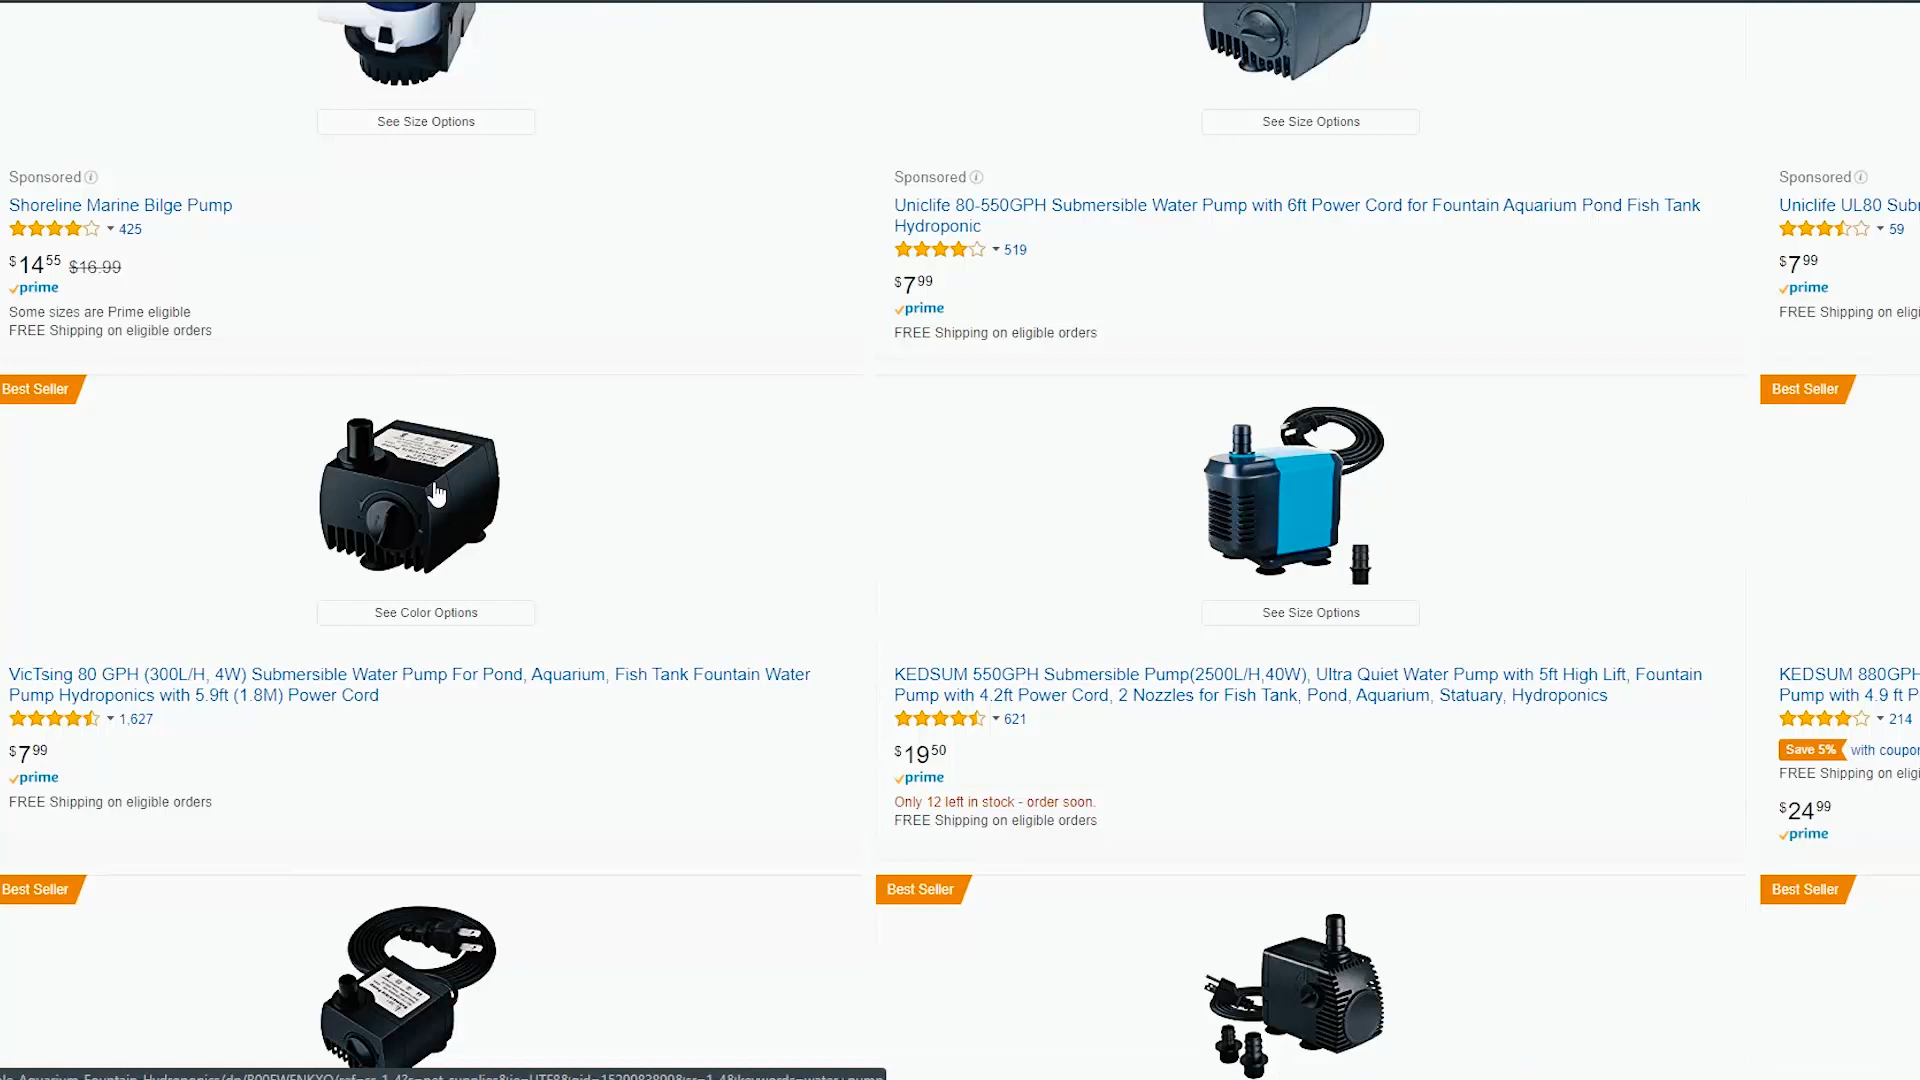 See Size Options
See Size Options
Sponsored
Shoreline Marine Bilge Pump
425
$14 55 $16.99
prime
Some sizes are Prime eligible
FREE Shipping on eligible orders
Sponsored
Uniclife 80-550GPH Submersible Water Pump with 6ft Power Cord for Fountain Aquarium Pond Fish Tank
Hydroponic
519
$7 99
prime
FREE Shipping on eligible orders
Sponsored
Uniclife UL80 Subr
59
$7 99
prime
FREE Shipping on eligi
Best Seller
See Color Options
VicTsing 80 GPH (300L/H, 4W) Submersible Water Pump For Pond, Aquarium, Fish Tank Fountain Water
Pump Hydroponics with 5.9ft (1.8M) Power Cord
1,627
$7 99
prime
FREE Shipping on eligible orders
See Size Options
KEDSUM 550GPH Submersible Pump(2500L/H,40W), Ultra Quiet Water Pump with 5ft High Lift, Fountain
Pump with 4.2ft Power Cord, 2 Nozzles for Fish Tank, Pond, Aquarium, Statuary, Hydroponics
621
$19 50
prime
Only 12 left in stock - order soon.
FREE Shipping on eligible orders
Best Seller
KEDSUM 880GPH
Pump with 4.9 ft P
214
Save 5% with coupon
FREE Shipping on eligi
$24 99
prime
Best Seller
Best Seller
Best Seller